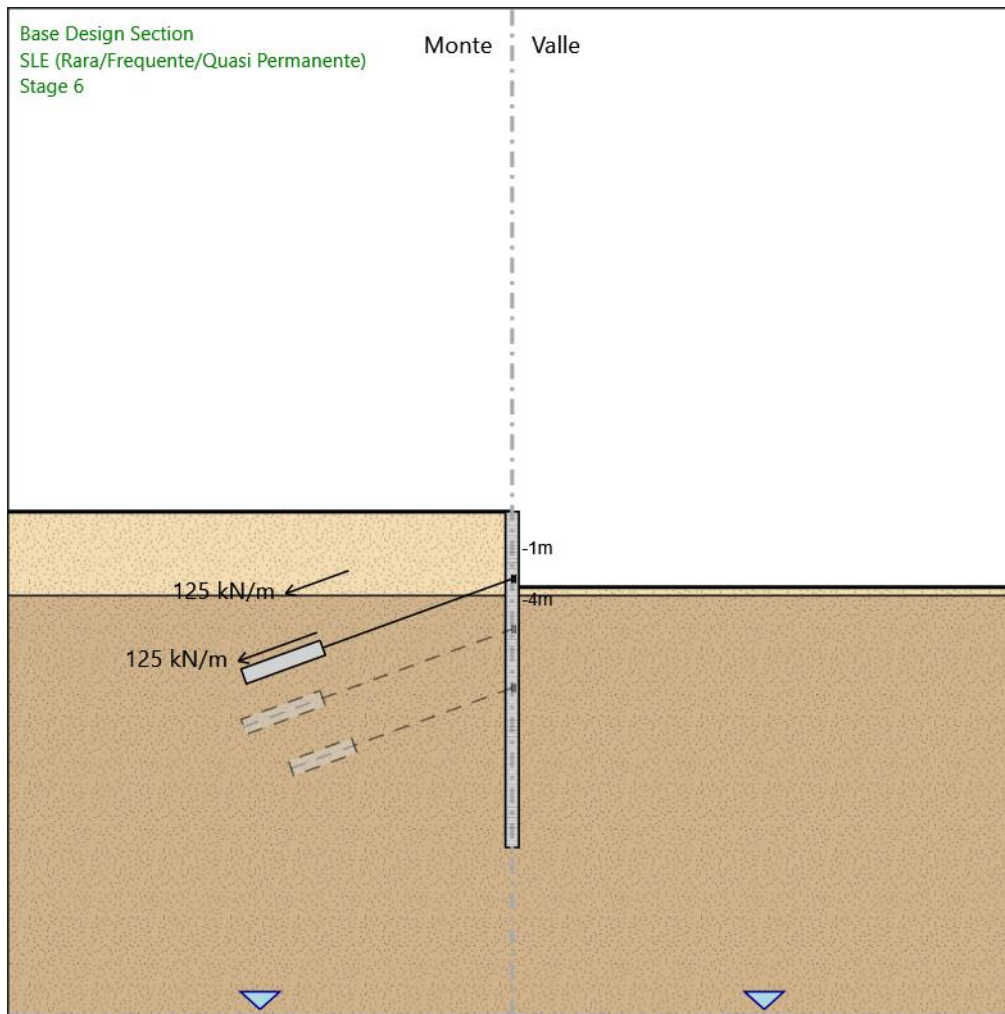 Base Design Section
SLE (Rara/Frequente/Quasi Permanente)
Stage 6
Monte
Valle
-1m
125 kN/m
-4m
125 kN/m